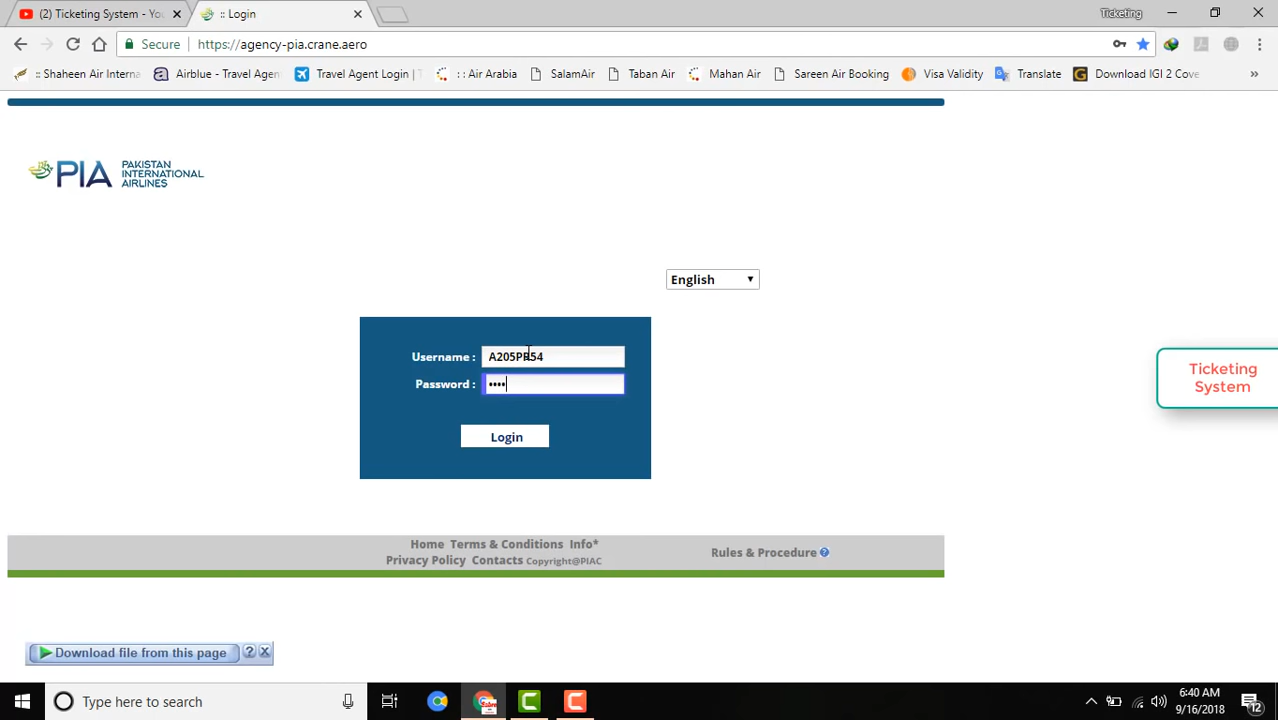 (2) Ticketing System - You
:: Login
Ticketing
Secure
https://agency-pia.crane.aero
:: Shaheen Air Interna
Airblue - Travel Agen
Travel Agent Login |
: : Air Arabia
SalamAir
Taban Air
Mahan Air
Sareen Air Booking
Visa Validity
Translate
Download IGI 2 Cove
»
PIA
PAKISTAN
INTERNATIONAL
AIRLINES
English
Username :
A205PR54
Password :
••••
Login
Ticketing
System
Home Terms & Conditions Info*
Privacy Policy Contacts Copyright@PIAC
Rules & Procedure ?
Download file from this page ? X
Type here to search
6:40 AM
9/16/2018
12